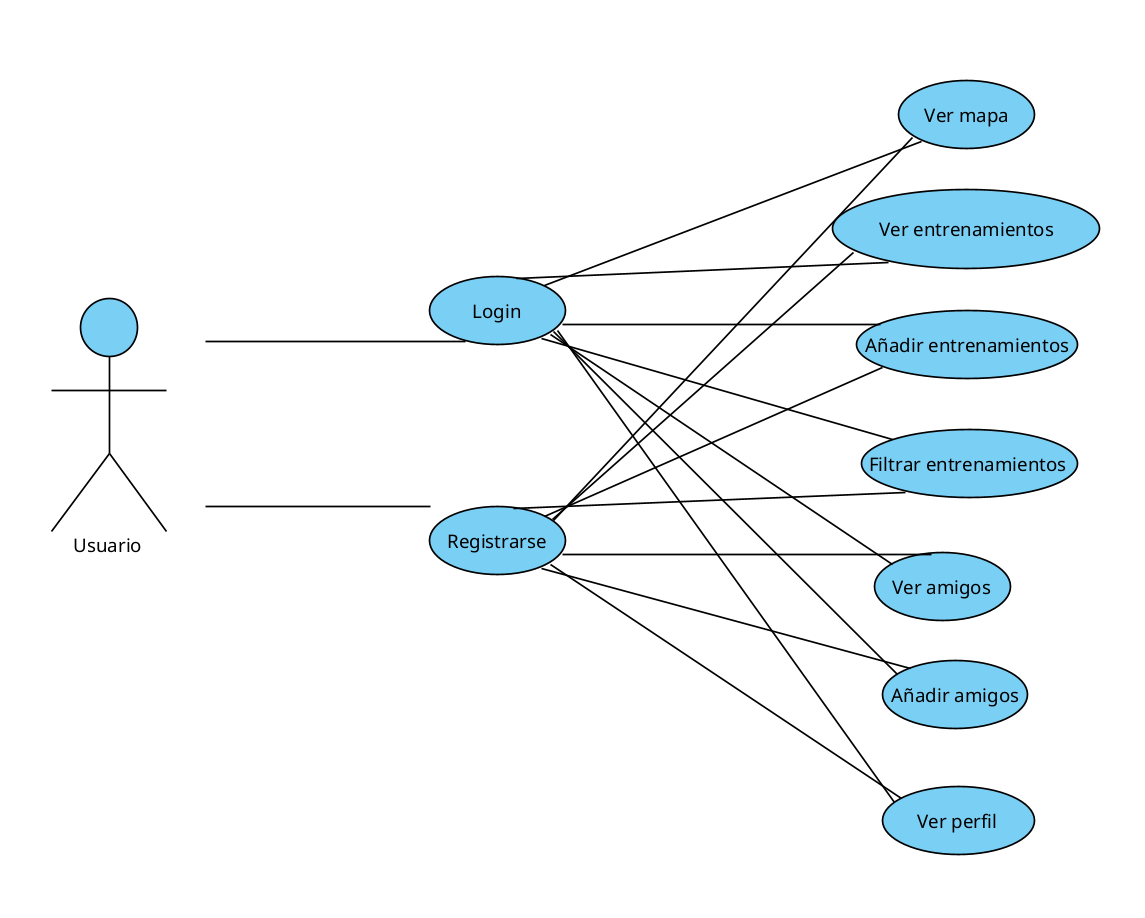 Ver mapa
Ver entrenamientos
Login
Añadir entrenamientos
Filtrar entrenamientos
Usuario
Registrarse
Ver amigos
Añadir amigos
Ver perfil